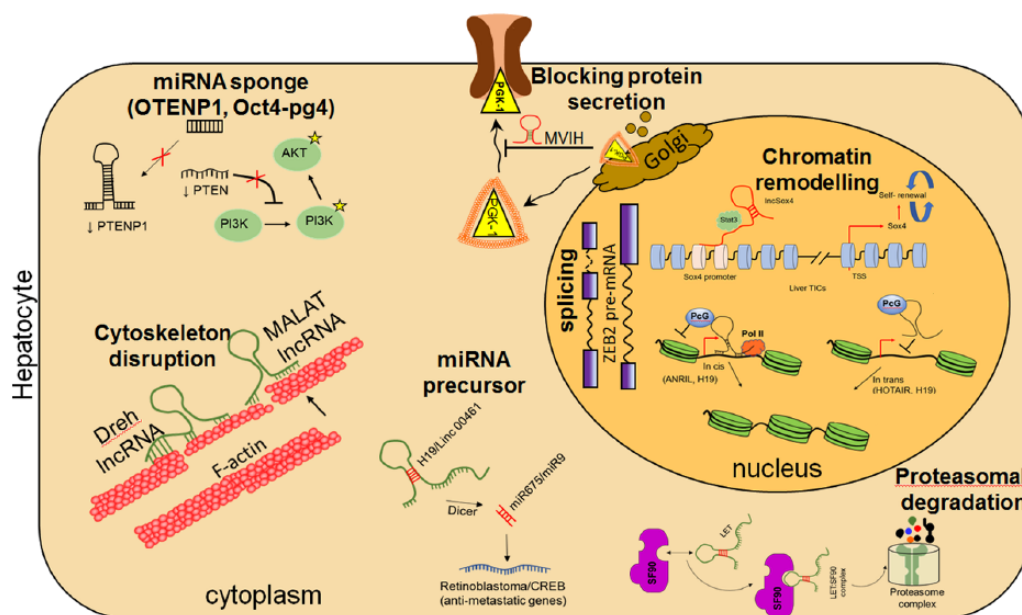 Hepatocyte
miRNA sponge
(OTENP1, Oct4-pg4)
AKT
↓ PTEN
↓ PTENP1
PI3K
PI3K
PGK-1
Blocking protein
secretion
MVIH
Golgi
PGK-1
Chromatin
remodelling
lncSox4
Stat3
Self- renewal
Sox4
Sox4 promoter
TSS
Liver TICs
splicing
ZEB2 pre-mRNA
PcG
Pol II
In cis
(ANRIL, H19)
PcG
In trans
(HOTAIR, H19)
nucleus
Cytoskeleton
disruption
MALAT
lncRNA
Dreh
lncRNA
F-actin
miRNA
precursor
H19/Linc 00461
Dicer
miR675/miR9
Retinoblastoma/CREB
(anti-metastatic genes)
cytoplasm
Proteasomal
degradation
SF90
LET
SF90
LET:SF90
complex
Proteasome
complex